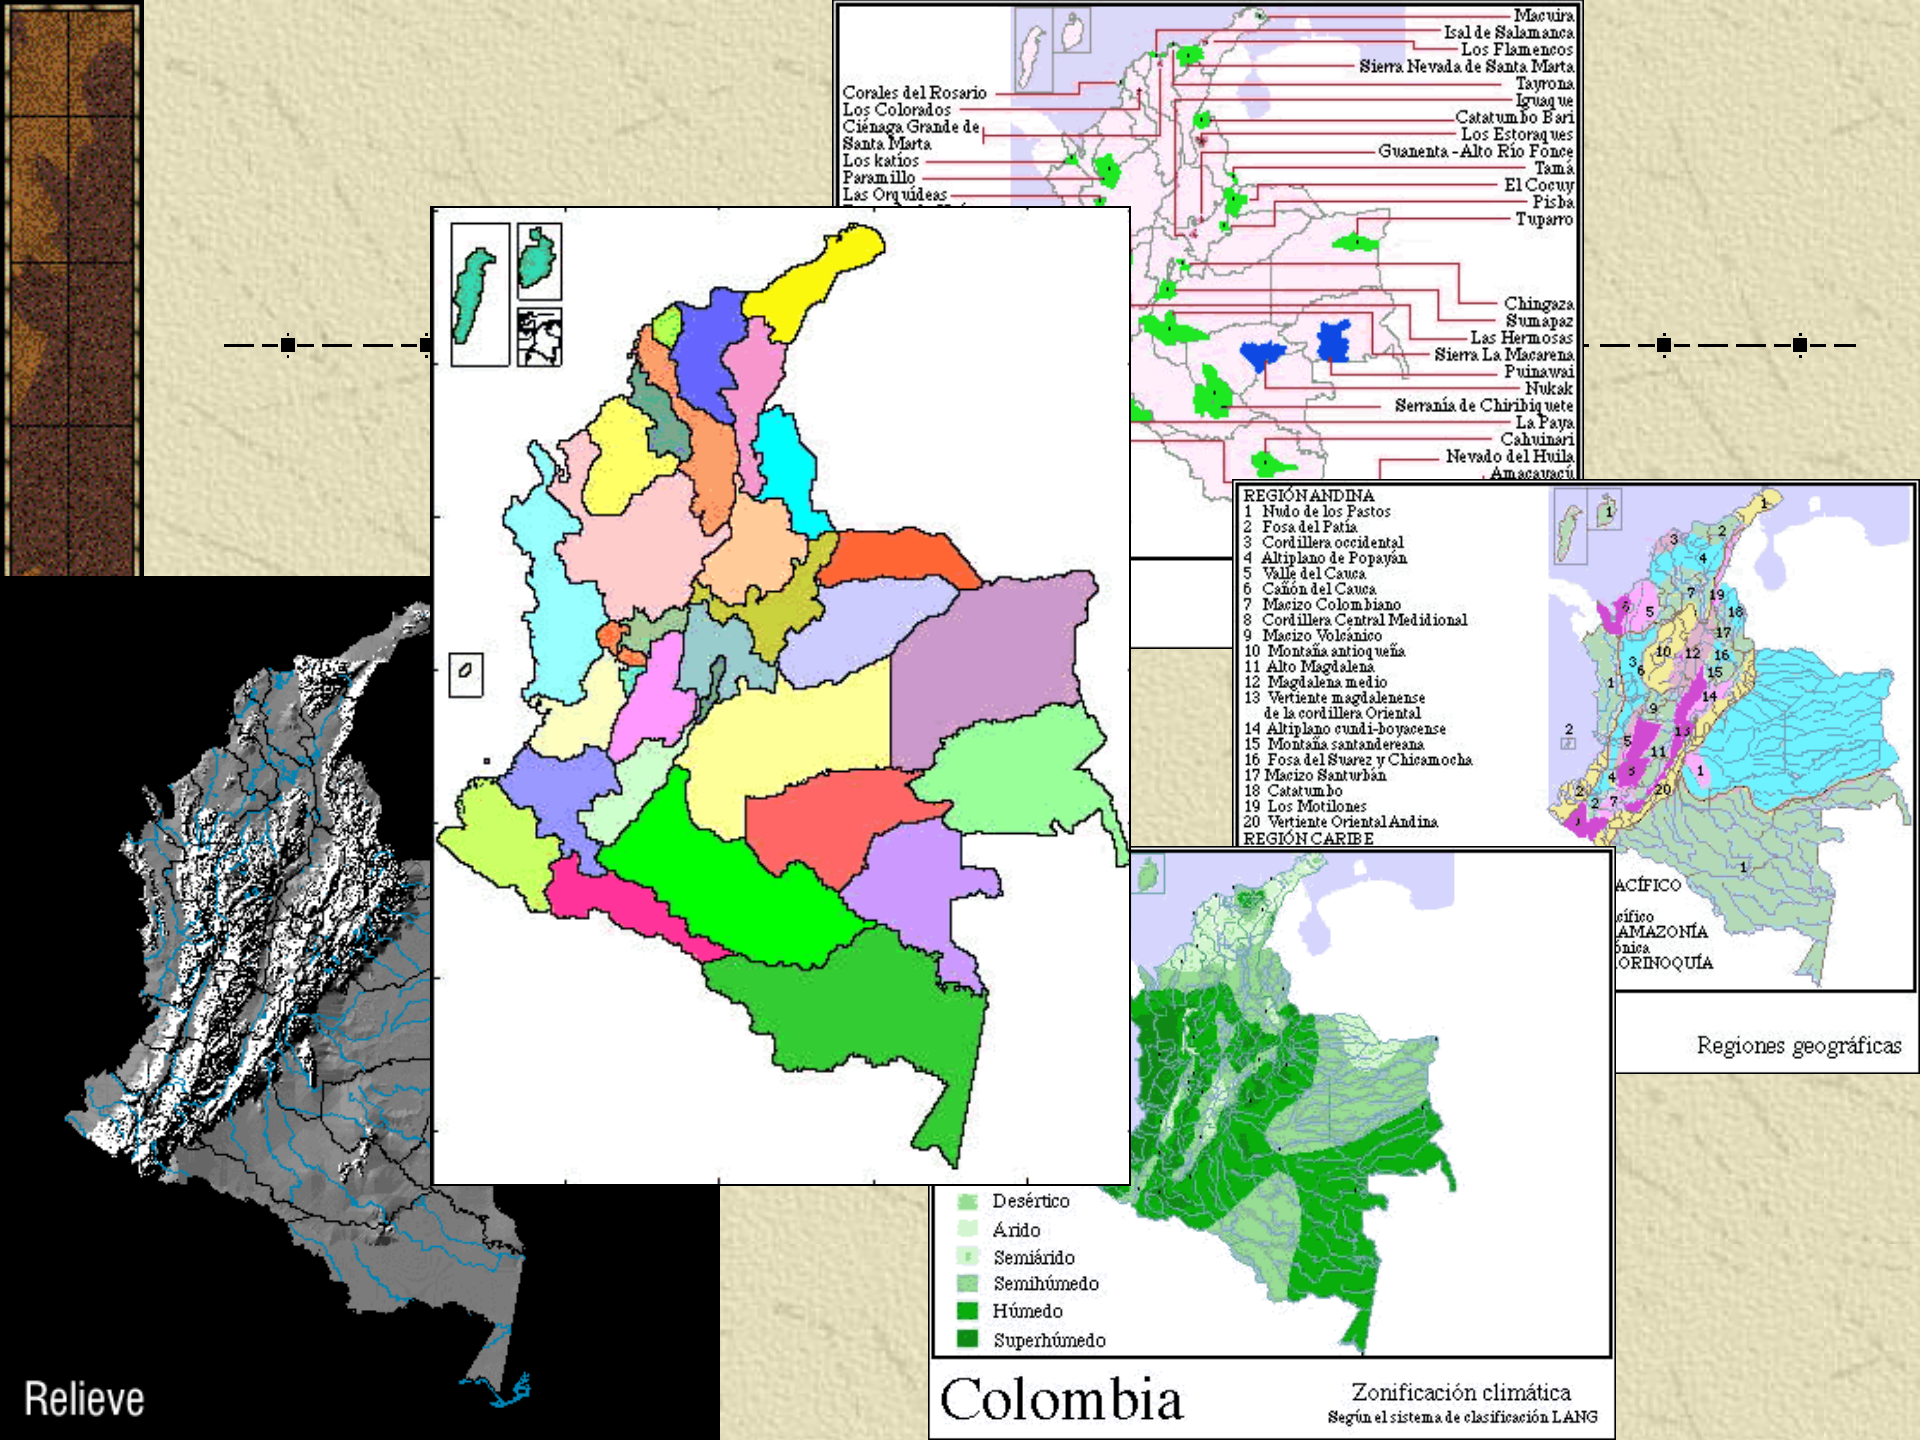 Macuira
Isal de Salamanca
Los Flamencos
Sierra Nevada de Santa Marta
Tayrona
Iguaque
Catatumbo Bari
Los Estoraques
Guanenta - Alto Río Fonce
Tamá
El Cocuy
Pisba
Tuparro
Corales del Rosario
Los Colorados
Ciénaga Grande de
Santa Marta
Los katíos
Paramillo
Las Orquídeas
Chingaza
Sumapaz
Las Hermosas
Sierra La Macarena
Puinawai
Nukak
Serranía de Chiribiquete
La Paya
Cahuinari
Nevado del Huila
Amacayacú
REGIÓN ANDINA
1 Nudo de los Pastos
2 Fosa del Patía
3 Cordillera occidental
4 Altiplano de Popayán
5 Valle del Cauca
6 Cañón del Cauca
7 Macizo Colombiano
8 Cordillera Central Medidional
9 Macizo Volcánico
10 Montaña antioqueña
11 Alto Magdalena
12 Magdalena medio
13 Vertiente magdalenense
de la cordillera Oriental
14 Altiplano cundi-boyacense
15 Montaña santandereana
16 Fosa del Suarez y Chicamocha
17 Macizo Santurbán
18 Catatumbo
19 Los Motilones
20 Vertiente Oriental Andina
REGIÓN CARIBE
ACÍFICO
cífico
AMAZONÍA
ónica
ORINOQUÍA
Regiones geográficas
Desértico
Arido
Semiárido
Semihúmedo
Húmedo
Superhúmedo
Colombia
Zonificación climática
Según el sistema de clasificación LANG
Relieve